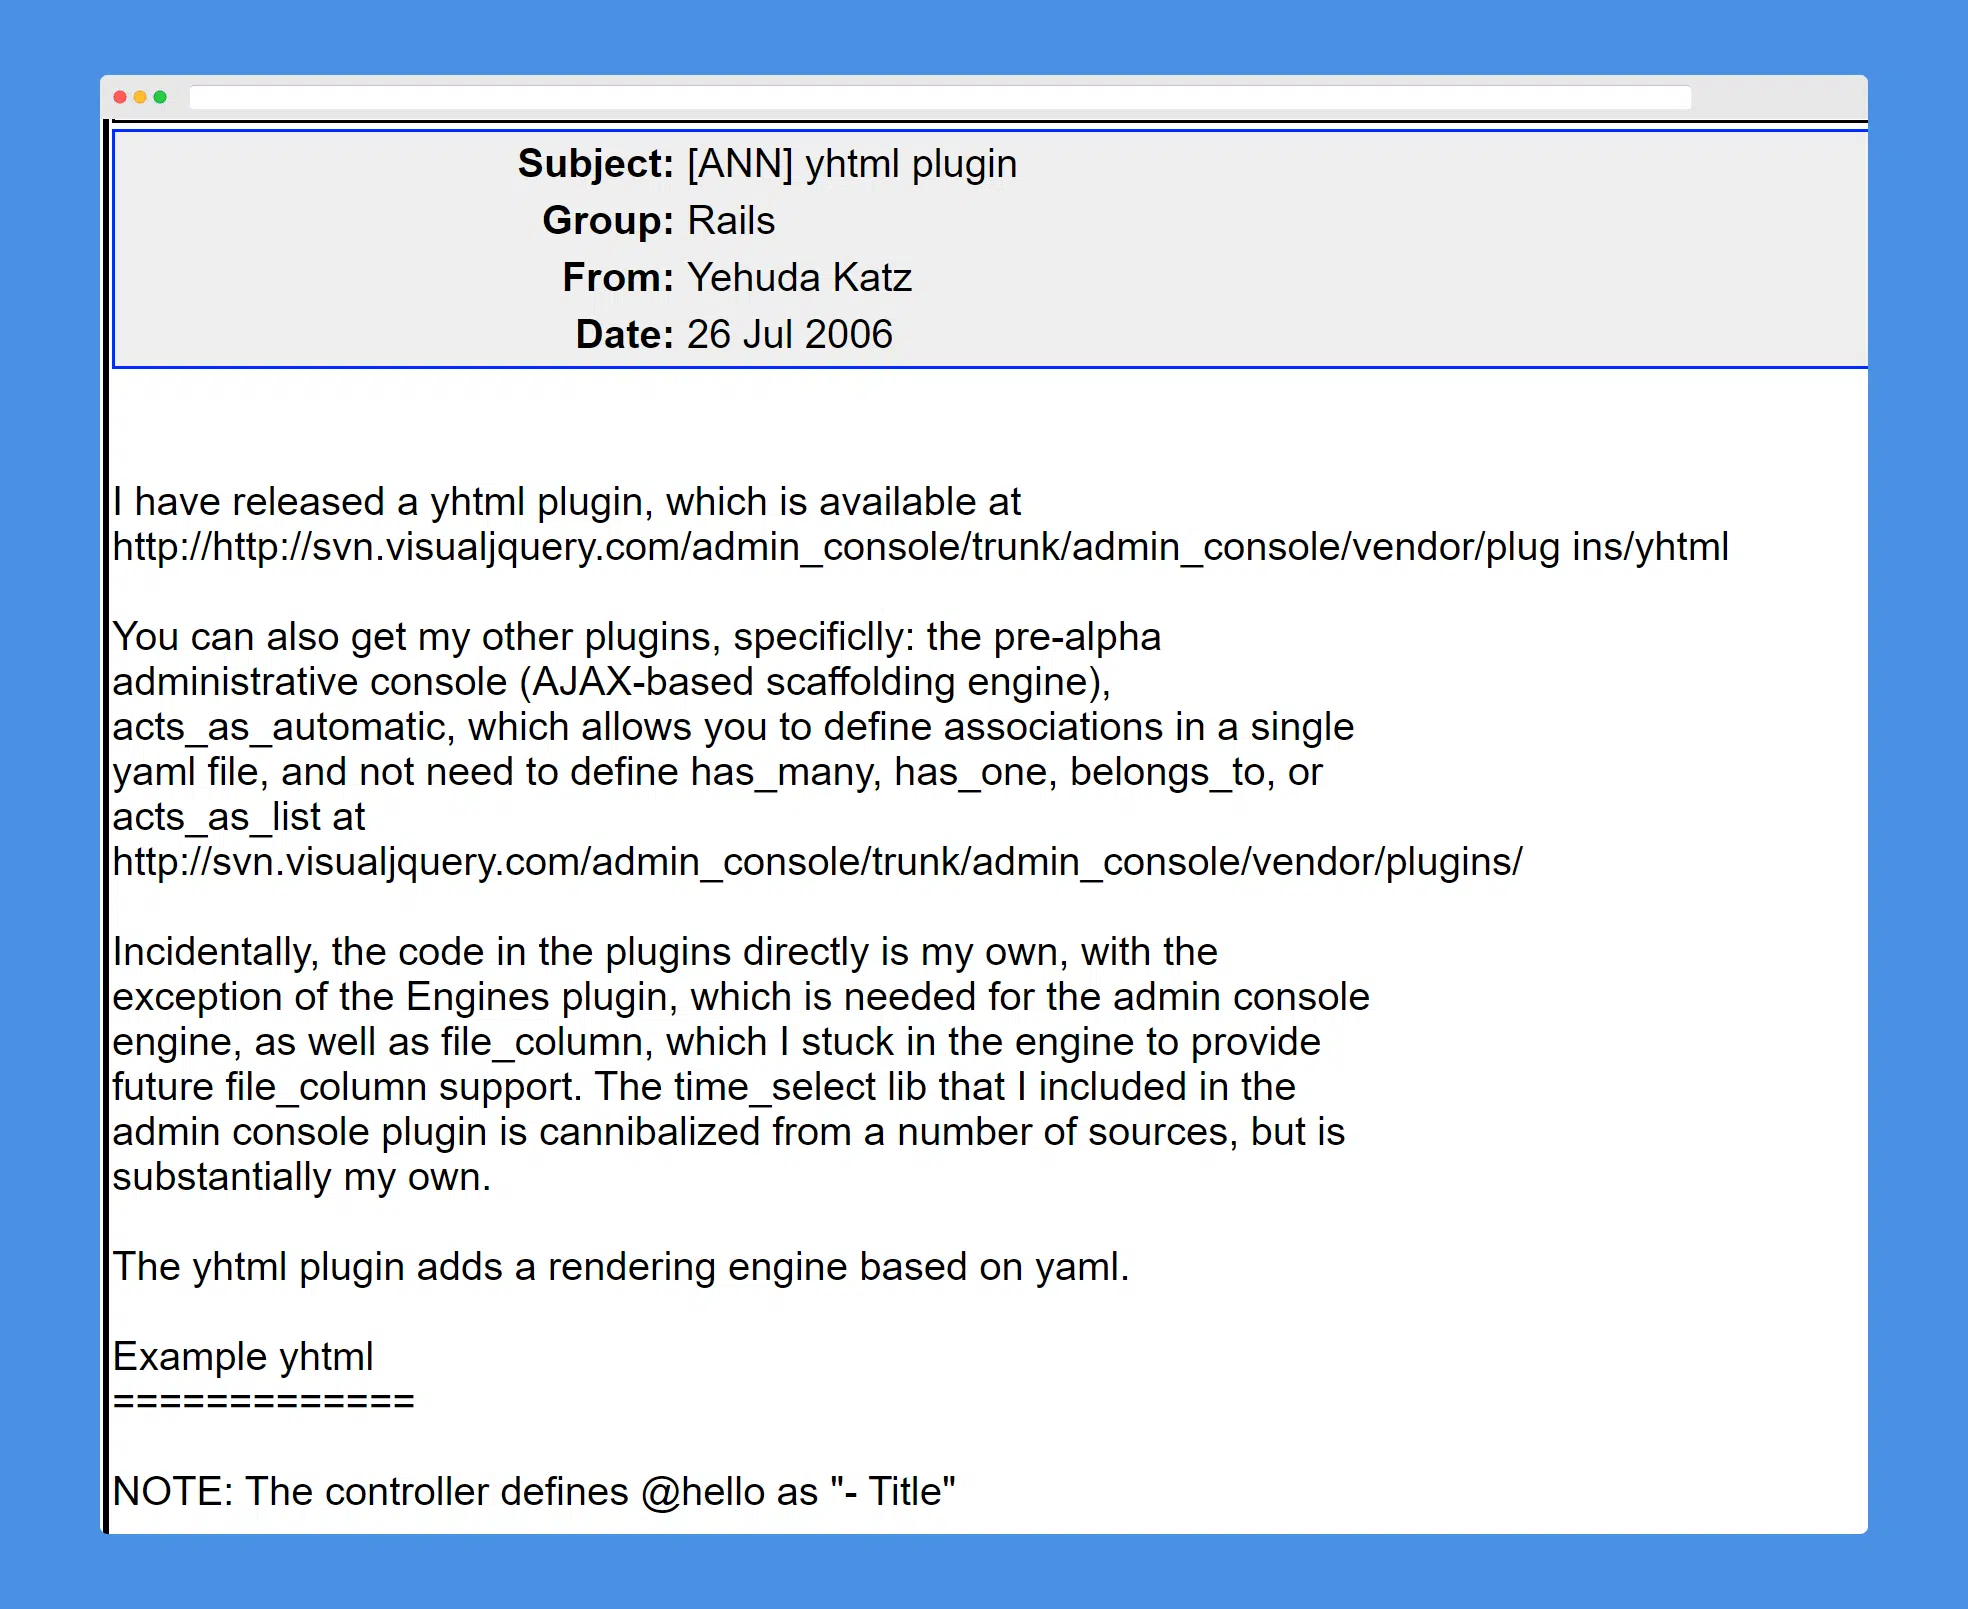 Subject: [ANN] yhtml plugin
Group: Rails
From: Yehuda Katz
Date: 26 Jul 2006
I have released a yhtml plugin, which is available at
http://http://svn.visualjquery.com/admin_console/trunk/admin_console/vendor/plug ins/yhtml
You can also get my other plugins, specificlly: the pre-alpha
administrative console (AJAX-based scaffolding engine),
acts_as_automatic, which allows you to define associations in a single
yaml file, and not need to define has_many, has_one, belongs_to, or
acts_as_list at
http://svn.visualjquery.com/admin_console/trunk/admin_console/vendor/plugins/
Incidentally, the code in the plugins directly is my own, with the
exception of the Engines plugin, which is needed for the admin console
engine, as well as file_column, which I stuck in the engine to provide
future file_column support. The time_select lib that I included in the
admin console plugin is cannibalized from a number of sources, but is
substantially my own.
The yhtml plugin adds a rendering engine based on yaml.
Example yhtml
=============
NOTE: The controller defines @hello as "- Title"